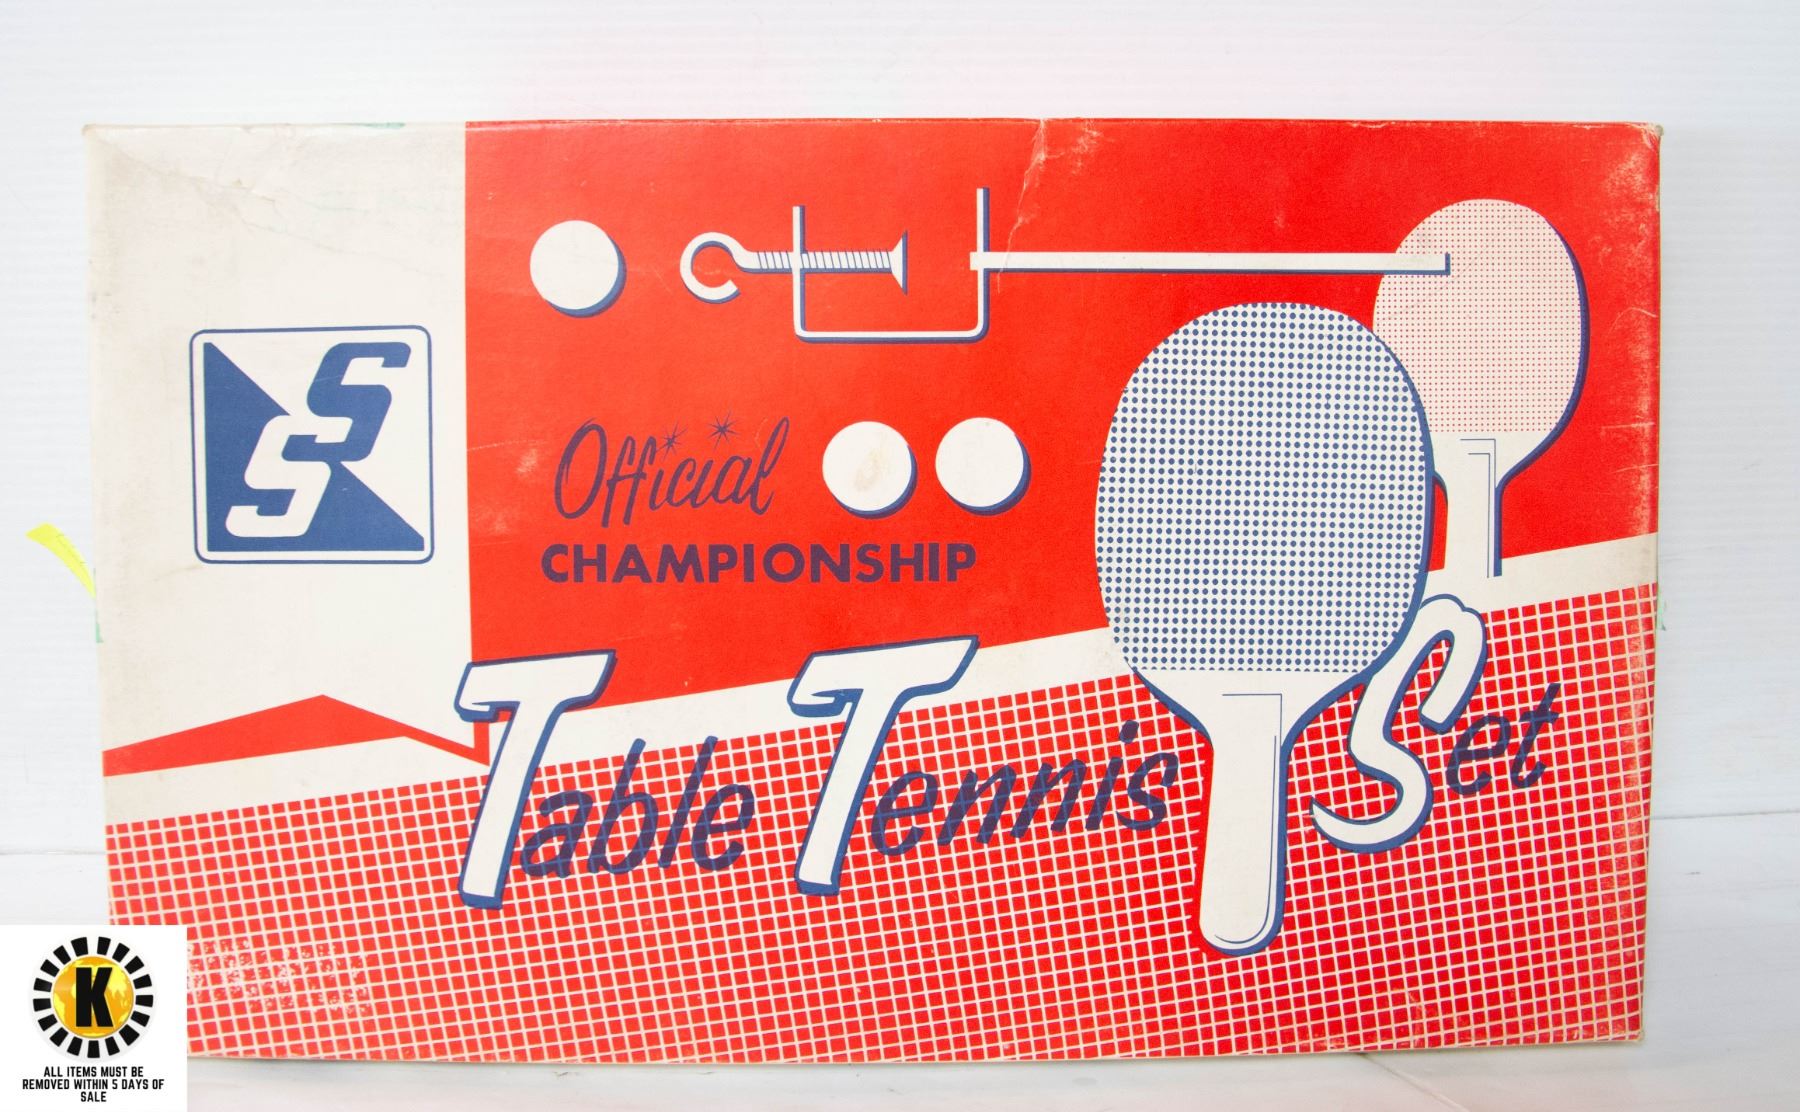 SS
Official
CHAMPIONSHIP
Table Tennis Set
K
ALL ITEMS MUST BE
REMOVED WITHIN 5 DAYS OF
SALE